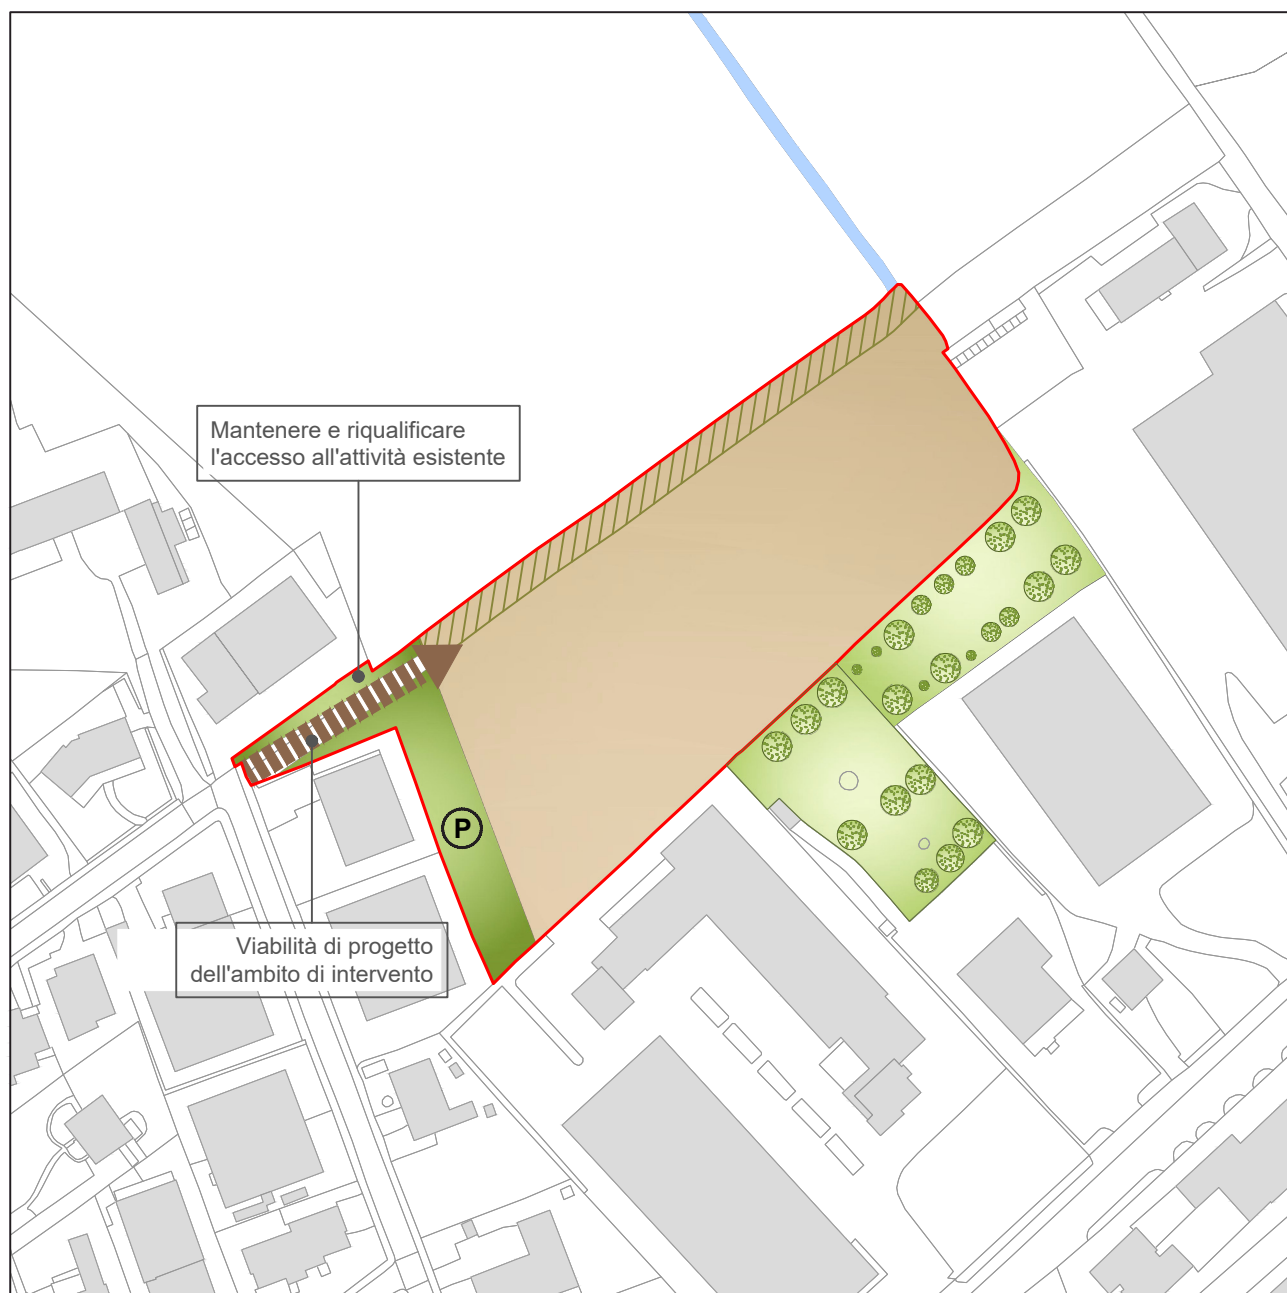 Mantenere e riqualificare
l'accesso all'attività esistente
P
Viabilità di progetto
dell'ambito di intervento